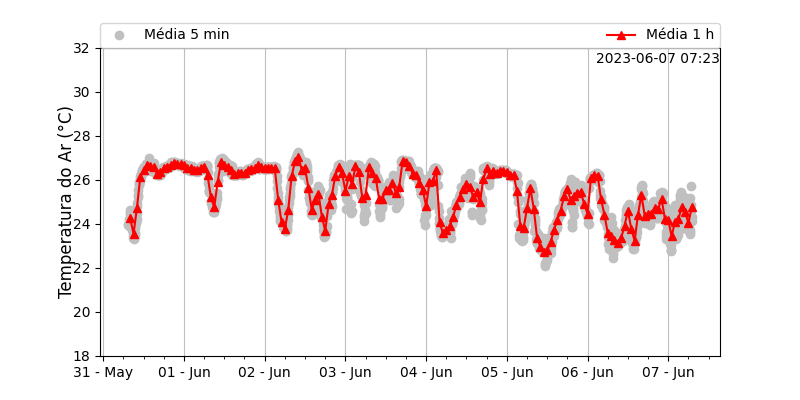 Média 5 min
Média 1 h
2023-06-07 07:23
Temperatura do Ar (°C)
32
30
28
26
24
22
20
18
31 - May
01 - Jun
02 - Jun
03 - Jun
04 - Jun
05 - Jun
06 - Jun
07 - Jun